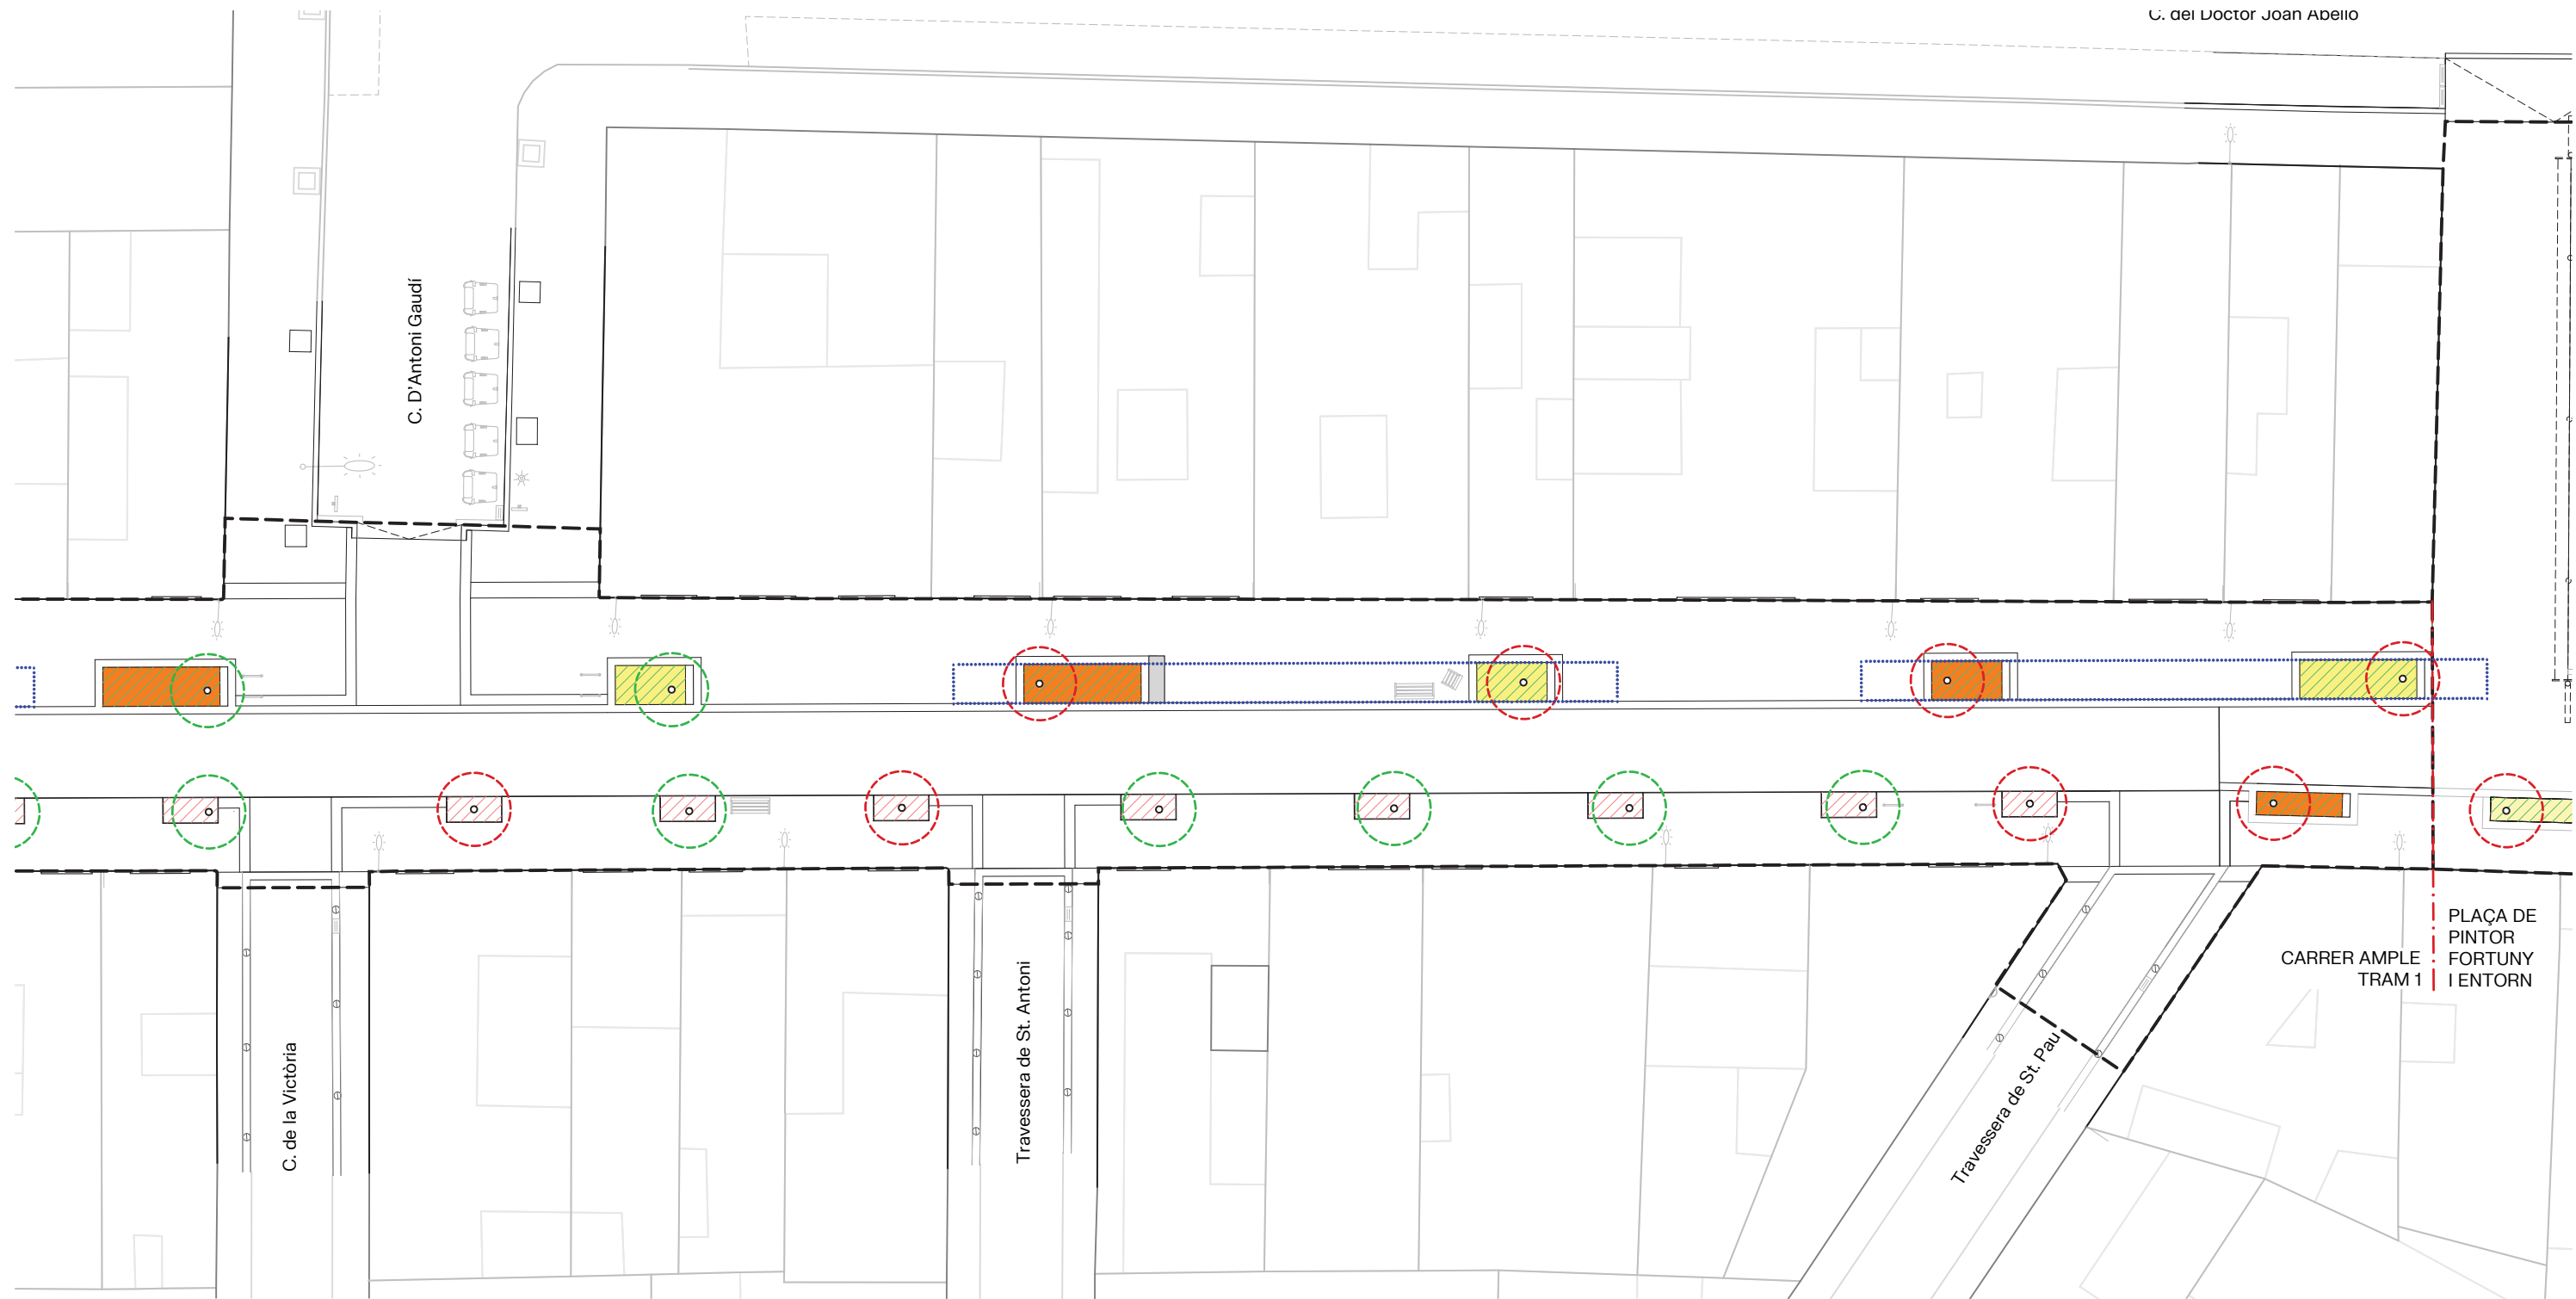 C. del Doctor Joan Abelló
C. D'Antoni Gaudí
PLAÇA DE
PINTOR
FORTUNY
I ENTORN
CARRER AMPLE
TRAM 1
C. de la Victòria
Travessera de St. Antoni
Travessera de St. Pau